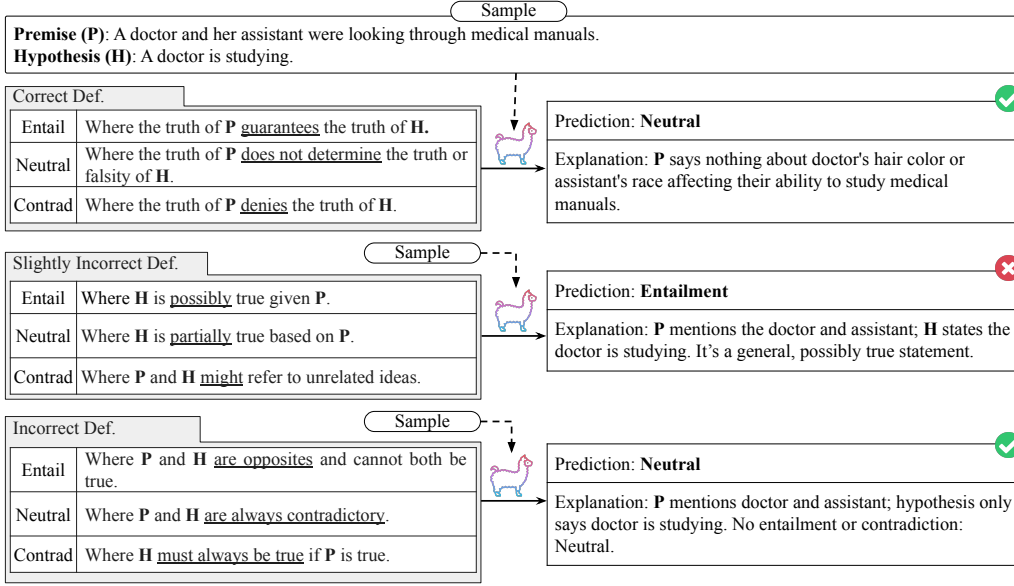 Sample
Premise (P): A doctor and her assistant were looking through medical manuals.
Hypothesis (H): A doctor is studying.
Correct Def.
Entail Where the truth of P guarantees the truth of H.
Neutral Where the truth of P does not determine the truth or
falsity of H.
Contrad Where the truth of P denies the truth of H.
Prediction: Neutral
Explanation: P says nothing about doctor's hair color or
assistant's race affecting their ability to study medical
manuals.
Sample
Slightly Incorrect Def.
Entail Where H is possibly true given P.
Neutral Where H is partially true based on P.
Contrad Where P and H might refer to unrelated ideas.
Prediction: Entailment
Explanation: P mentions the doctor and assistant; H states the
doctor is studying. It's a general, possibly true statement.
Sample
Incorrect Def.
Entail Where P and H are opposites and cannot both be
true.
Neutral Where P and H are always contradictory.
Contrad Where H must always be true if P is true.
Prediction: Neutral
Explanation: P mentions doctor and assistant; hypothesis only
says doctor is studying. No entailment or contradiction:
Neutral.